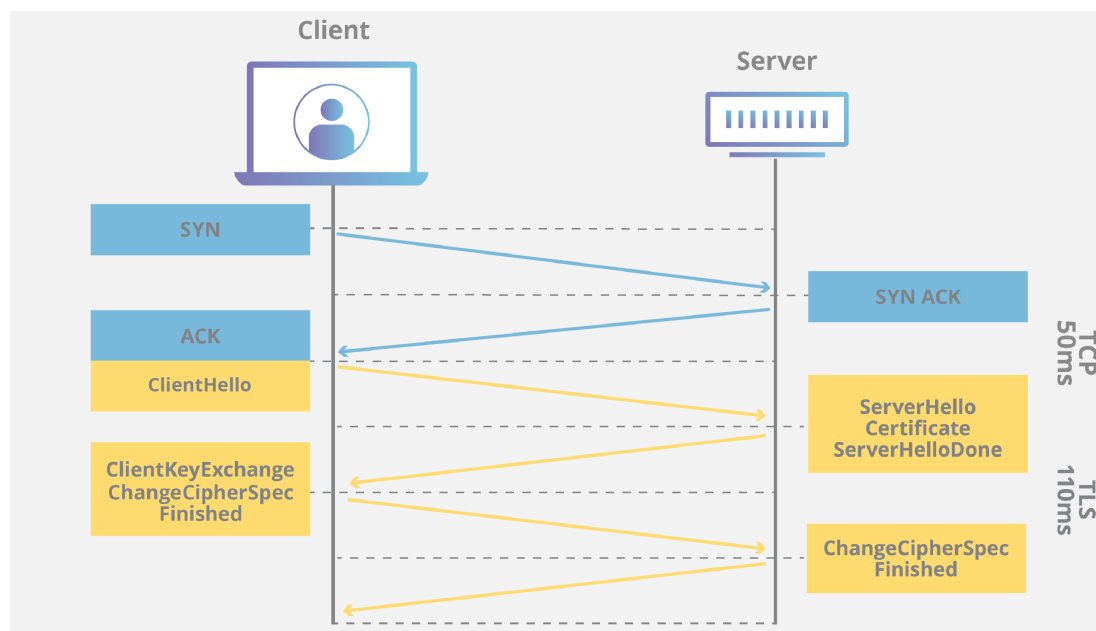 Client
Server
SYN
SYN ACK
ACK
ClientHello
ServerHello
Certificate
ServerHelloDone
ClientKeyExchange
ChangeCipherSpec
Finished
ChangeCipherSpec
Finished
TCP
50ms
TLS
110ms